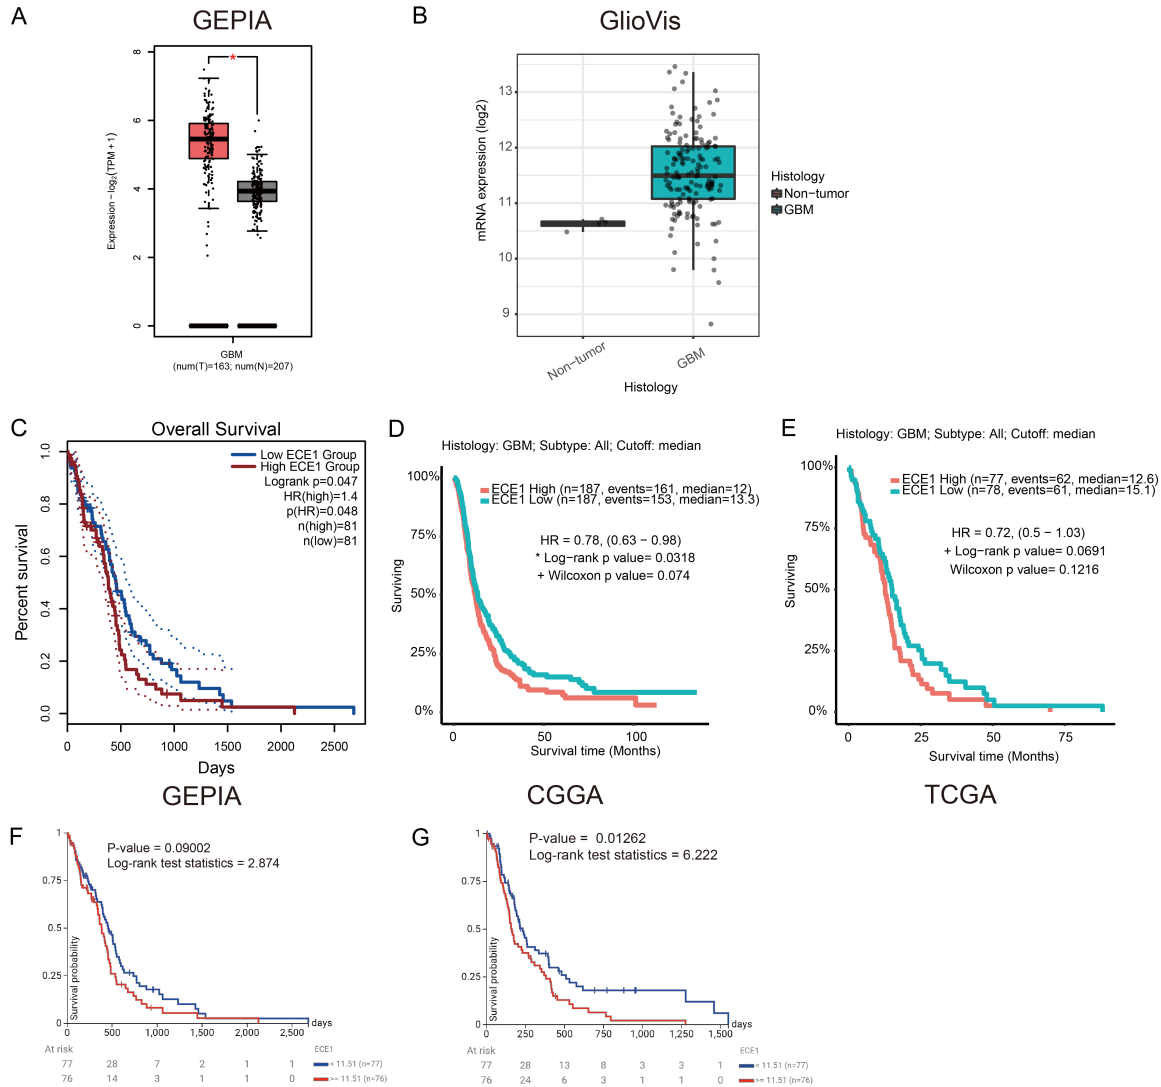 A
GEPIA
8
6
4
2
0
Expression − log₂(TPM + 1)
*
GBM
(num(T)=163; num(N)=207)
B
GlioVis
13
12
11
10
9
mRNA expression (log2)
Non−tumor
GBM
Histology
Histology
Non−tumor
GBM
C
Overall Survival
Low ECE1 Group
High ECE1 Group
Logrank p=0.047
HR(high)=1.4
p(HR)=0.048
n(high)=81
n(low)=81
1.0
0.8
0.6
0.4
0.2
0.0
Percent survival
0 500 1000 1500 2000 2500
Days
GEPIA
D
Histology: GBM; Subtype: All; Cutoff: median
ECE1 High (n=187, events=161, median=12)
ECE1 Low (n=187, events=153, median=13.3)
HR = 0.78, (0.63 − 0.98)
* Log−rank p value= 0.0318
+ Wilcoxon p value= 0.074
100%
75%
50%
25%
0%
Surviving
0 50 100
Survival time (Months)
CGGA
E
Histology: GBM; Subtype: All; Cutoff: median
ECE1 High (n=77, events=62, median=12.6)
ECE1 Low (n=78, events=61, median=15.1)
HR = 0.72, (0.5 − 1.03)
+ Log−rank p value= 0.0691
Wilcoxon p value= 0.1216
100%
75%
50%
25%
0%
Surviving
0 25 50 75
Survival time (Months)
TCGA
F
P-value = 0.09002
Log-rank test statistics = 2.874
1
0.75
0.5
0.25
0
Survival probability
0 500 1,000 1,500 2,000 2,500 days
At risk
77 28 7 2 1 1
76 14 3 1 1 0
ECE1
< 11.51 (n=77)
>= 11.51 (n=76)
G
P-value = 0.01262
Log-rank test statistics = 6.222
1
0.75
0.5
0.25
0
Survival probability
0 250 500 750 1,000 1,250 1,500 days
At risk
77 28 13 8 3 3 1
76 24 6 3 1 1 0
ECE1
< 11.51 (n=77)
>= 11.51 (n=76)